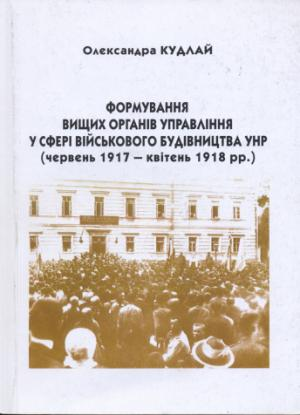 Олександра КУДЛАЙ
ФОРМУВАННЯ
ВИЩИХ ОРГАНІВ УПРАВЛІННЯ
У СФЕРІ ВІЙСЬКОВОГО БУДІВНИЦТВА УНР
(червень 1917 – квітень 1918 рр.)